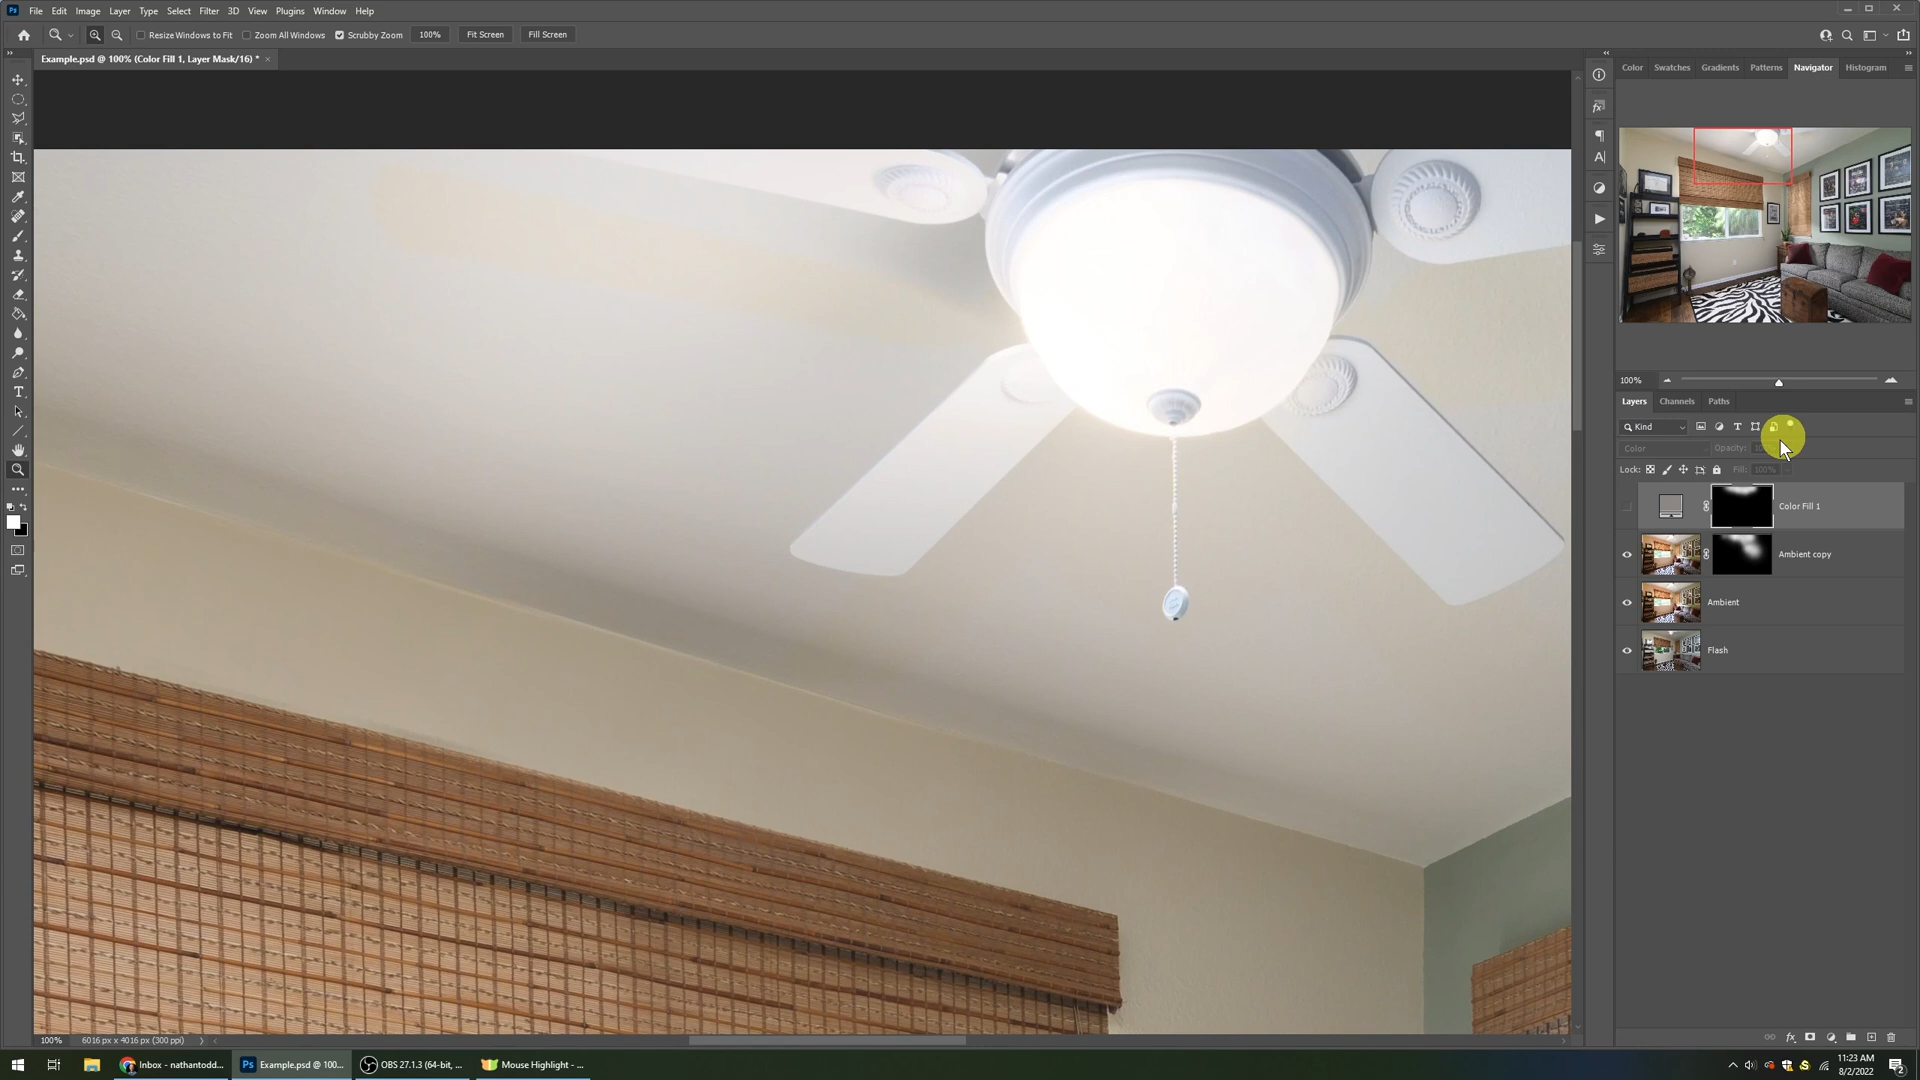 Ps File Edit Image Layer Type Select Filter 3D View Plugins Window Help
Resize Windows to Fit Zoom All Windows Scrubby Zoom 100% Fit Screen Fill Screen
Example.psd @ 100% (Color Fill 1, Layer Mask/16) *
Color Swatches Gradients Patterns Navigator Histogram
100%
Layers Channels Paths
Kind
Color Opacity:
Lock: Fill: 100%
Color Fill 1
Ambient copy
Ambient
Flash
100% 6016 px x 4016 px (300 ppi)
Inbox - nathantodd... Ps Example.psd @ 100... OBS 27.1.3 (64-bit, ... Mouse Highlight - ...
11:23 AM
8/2/2022
2